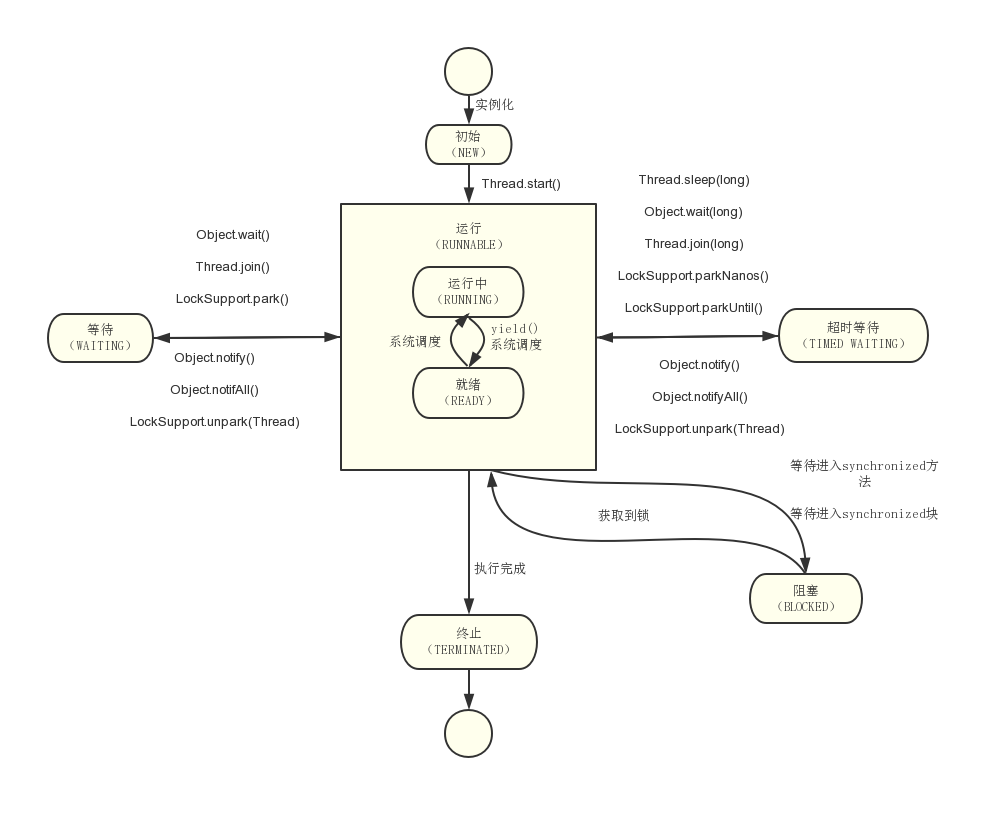 实例化
初始
（NEW）
Thread.start()
Thread.sleep(long)
Object.wait(long)
Thread.join(long)
LockSupport.parkNanos()
LockSupport.parkUntil()
Object.wait()
Thread.join()
LockSupport.park()
运行
（RUNNABLE）
运行中
（RUNNING）
系统调度
yield()
系统调度
就绪
（READY）
等待
（WAITING）
超时等待
（TIMED WAITING）
Object.notify()
Object.notifAll()
LockSupport.unpark(Thread)
Object.notify()
Object.notifyAll()
LockSupport.unpark(Thread)
等待进入synchronized方
法
等待进入synchronized块
获取到锁
执行完成
阻塞
（BLOCKED）
终止
（TERMINATED）